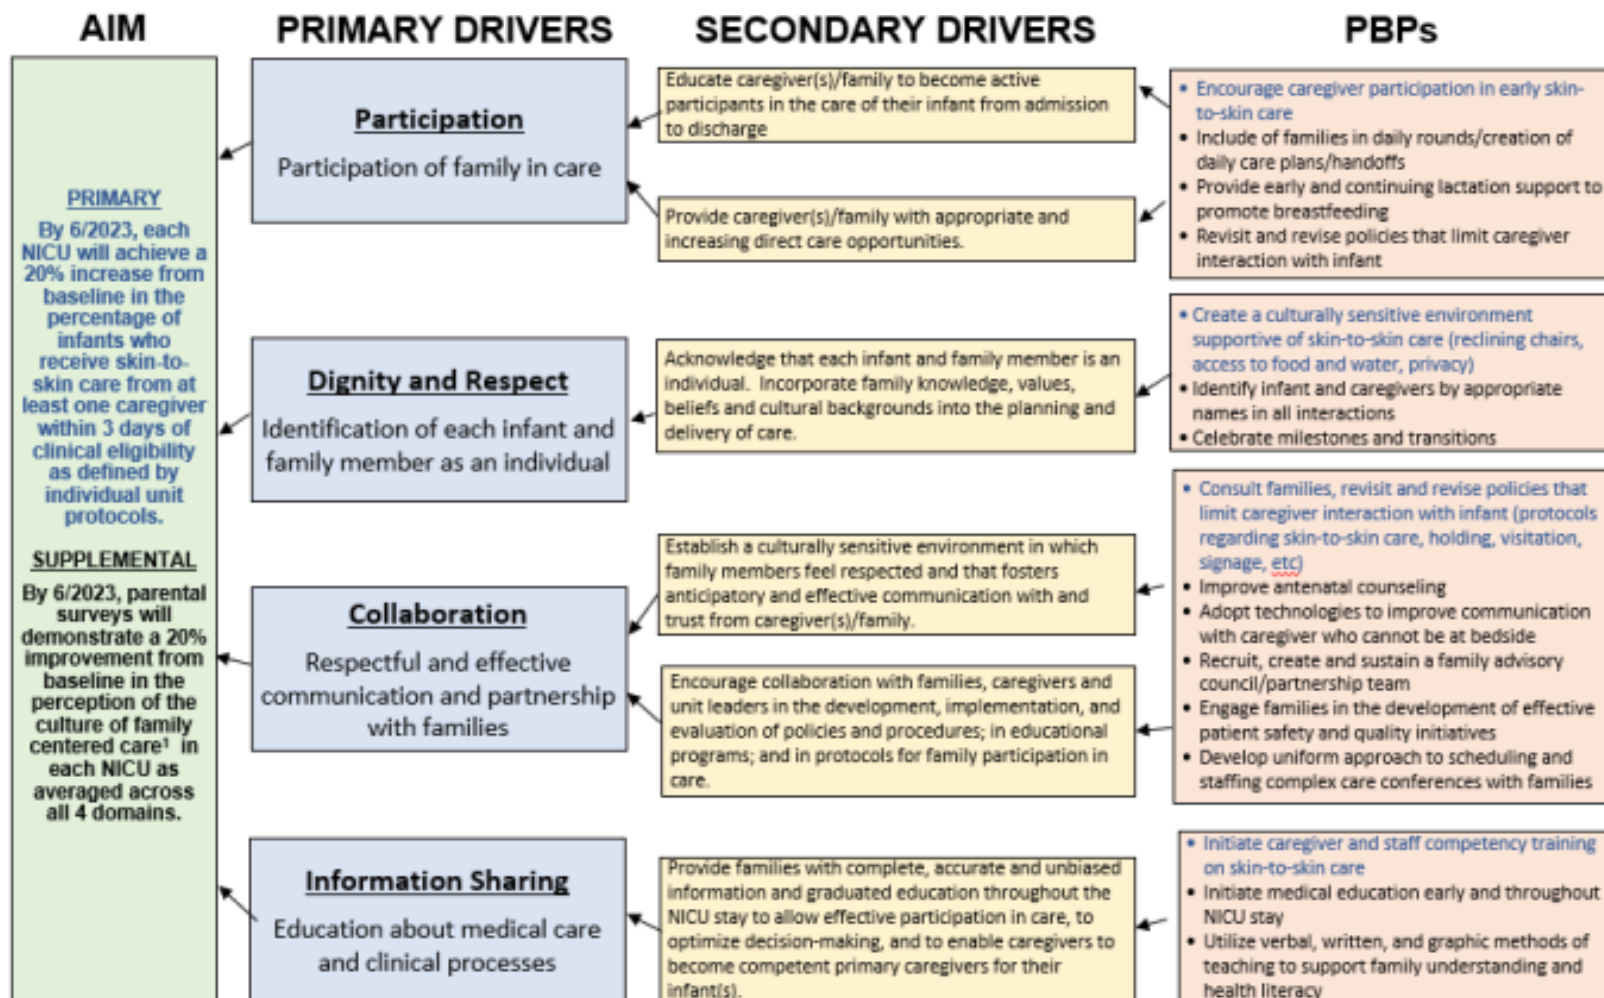 AIM
PRIMARY DRIVERS
SECONDARY DRIVERS
PBPs
PRIMARY
By 6/2023, each
NICU will achieve a
20% increase from
baseline in the
percentage of
infants who
receive skin-to-
skin care from at
least one caregiver
within 3 days of
clinical eligibility
as defined by
individual unit
protocols.
SUPPLEMENTAL
By 6/2023, parental
surveys will
demonstrate a 20%
improvement from
baseline in the
perception of the
culture of family
centered care¹ in
each NICU as
averaged across
all 4 domains.
Participation
Participation of family in care
Dignity and Respect
Identification of each infant and
family member as an individual
Collaboration
Respectful and effective
communication and partnership
with families
Information Sharing
Education about medical care
and clinical processes
Educate caregiver(s)/family to become active
participants in the care of their infant from admission
to discharge
Provide caregiver(s)/family with appropriate and
increasing direct care opportunities.
Acknowledge that each infant and family member is an
individual. Incorporate family knowledge, values,
beliefs and cultural backgrounds into the planning and
delivery of care.
Establish a culturally sensitive environment in which
family members feel respected and that fosters
anticipatory and effective communication with and
trust from caregiver(s)/family.
Encourage collaboration with families, caregivers and
unit leaders in the development, implementation, and
evaluation of policies and procedures; in educational
programs; and in protocols for family participation in
care.
Provide families with complete, accurate and unbiased
information and graduated education throughout the
NICU stay to allow effective participation in care, to
optimize decision-making, and to enable caregivers to
become competent primary caregivers for their
infant(s).
• Encourage caregiver participation in early skin-
to-skin care
• Include of families in daily rounds/creation of
daily care plans/handoffs
• Provide early and continuing lactation support to
promote breastfeeding
• Revisit and revise policies that limit caregiver
interaction with infant
• Create a culturally sensitive environment
supportive of skin-to-skin care (reclining chairs,
access to food and water, privacy)
• Identify infant and caregivers by appropriate
names in all interactions
• Celebrate milestones and transitions
• Consult families, revisit and revise policies that
limit caregiver interaction with infant (protocols
regarding skin-to-skin care, holding, visitation,
signage, etc)
• Improve antenatal counseling
• Adopt technologies to improve communication
with caregiver who cannot be at bedside
• Recruit, create and sustain a family advisory
council/partnership team
• Engage families in the development of effective
patient safety and quality initiatives
• Develop uniform approach to scheduling and
staffing complex care conferences with families
• Initiate caregiver and staff competency training
on skin-to-skin care
• Initiate medical education early and throughout
NICU stay
• Utilize verbal, written, and graphic methods of
teaching to support family understanding and
health literacy